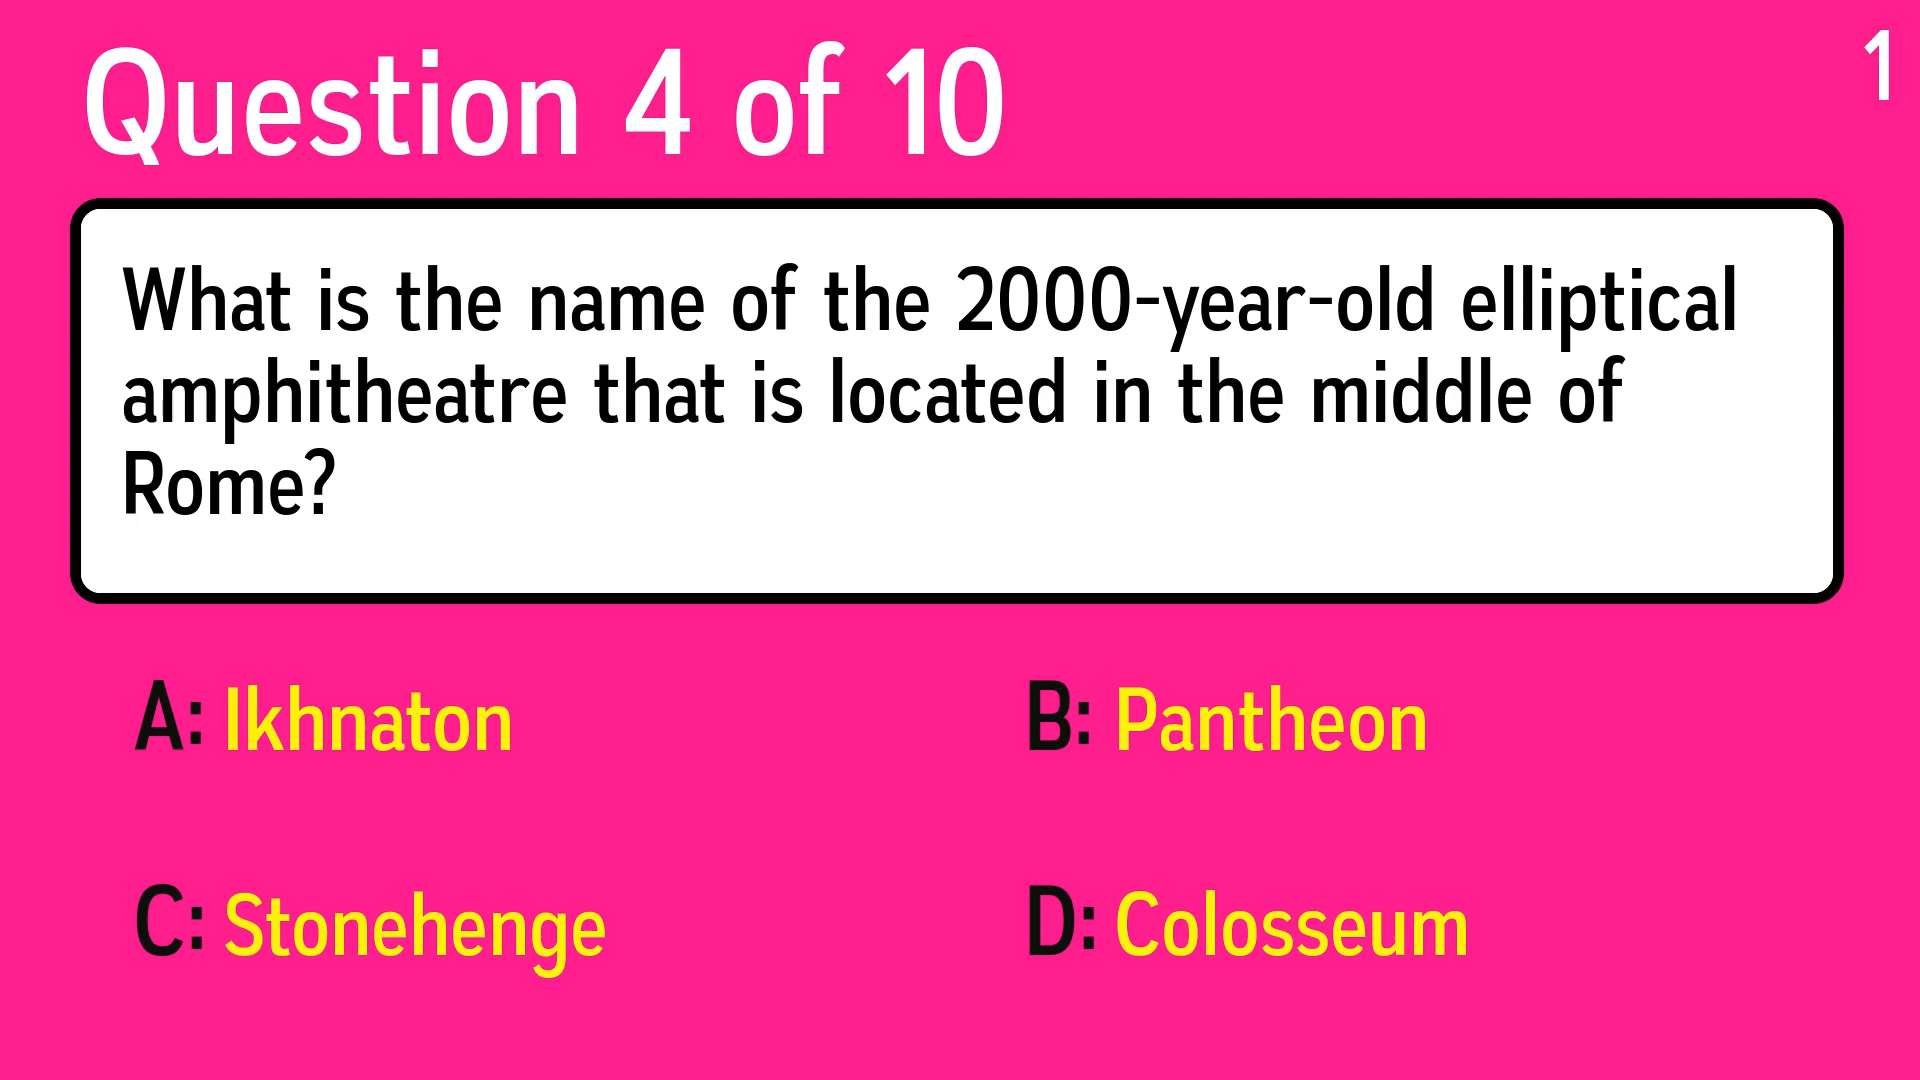 Question 4 of 10
1
What is the name of the 2000-year-old elliptical
amphitheatre that is located in the middle of
Rome?
A: Ikhnaton
B: Pantheon
C: Stonehenge
D: Colosseum